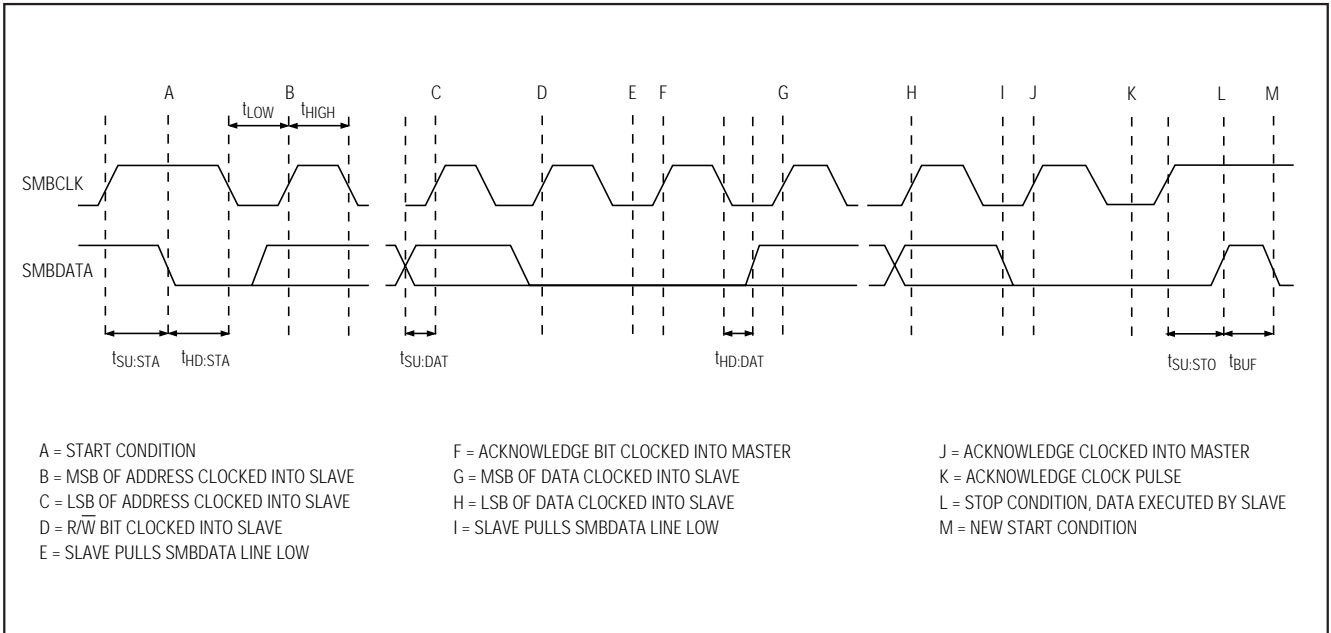 A B C D E F G H I J K L M
tLOW tHIGH
SMBCLK
SMBDATA
tSU:STA tHD:STA tSU:DAT tHD:DAT tSU:STO tBUF
A = START CONDITION
B = MSB OF ADDRESS CLOCKED INTO SLAVE
C = LSB OF ADDRESS CLOCKED INTO SLAVE
D = R/W̅ BIT CLOCKED INTO SLAVE
E = SLAVE PULLS SMBDATA LINE LOW
F = ACKNOWLEDGE BIT CLOCKED INTO MASTER
G = MSB OF DATA CLOCKED INTO SLAVE
H = LSB OF DATA CLOCKED INTO SLAVE
I = SLAVE PULLS SMBDATA LINE LOW
J = ACKNOWLEDGE CLOCKED INTO MASTER
K = ACKNOWLEDGE CLOCK PULSE
L = STOP CONDITION, DATA EXECUTED BY SLAVE
M = NEW START CONDITION